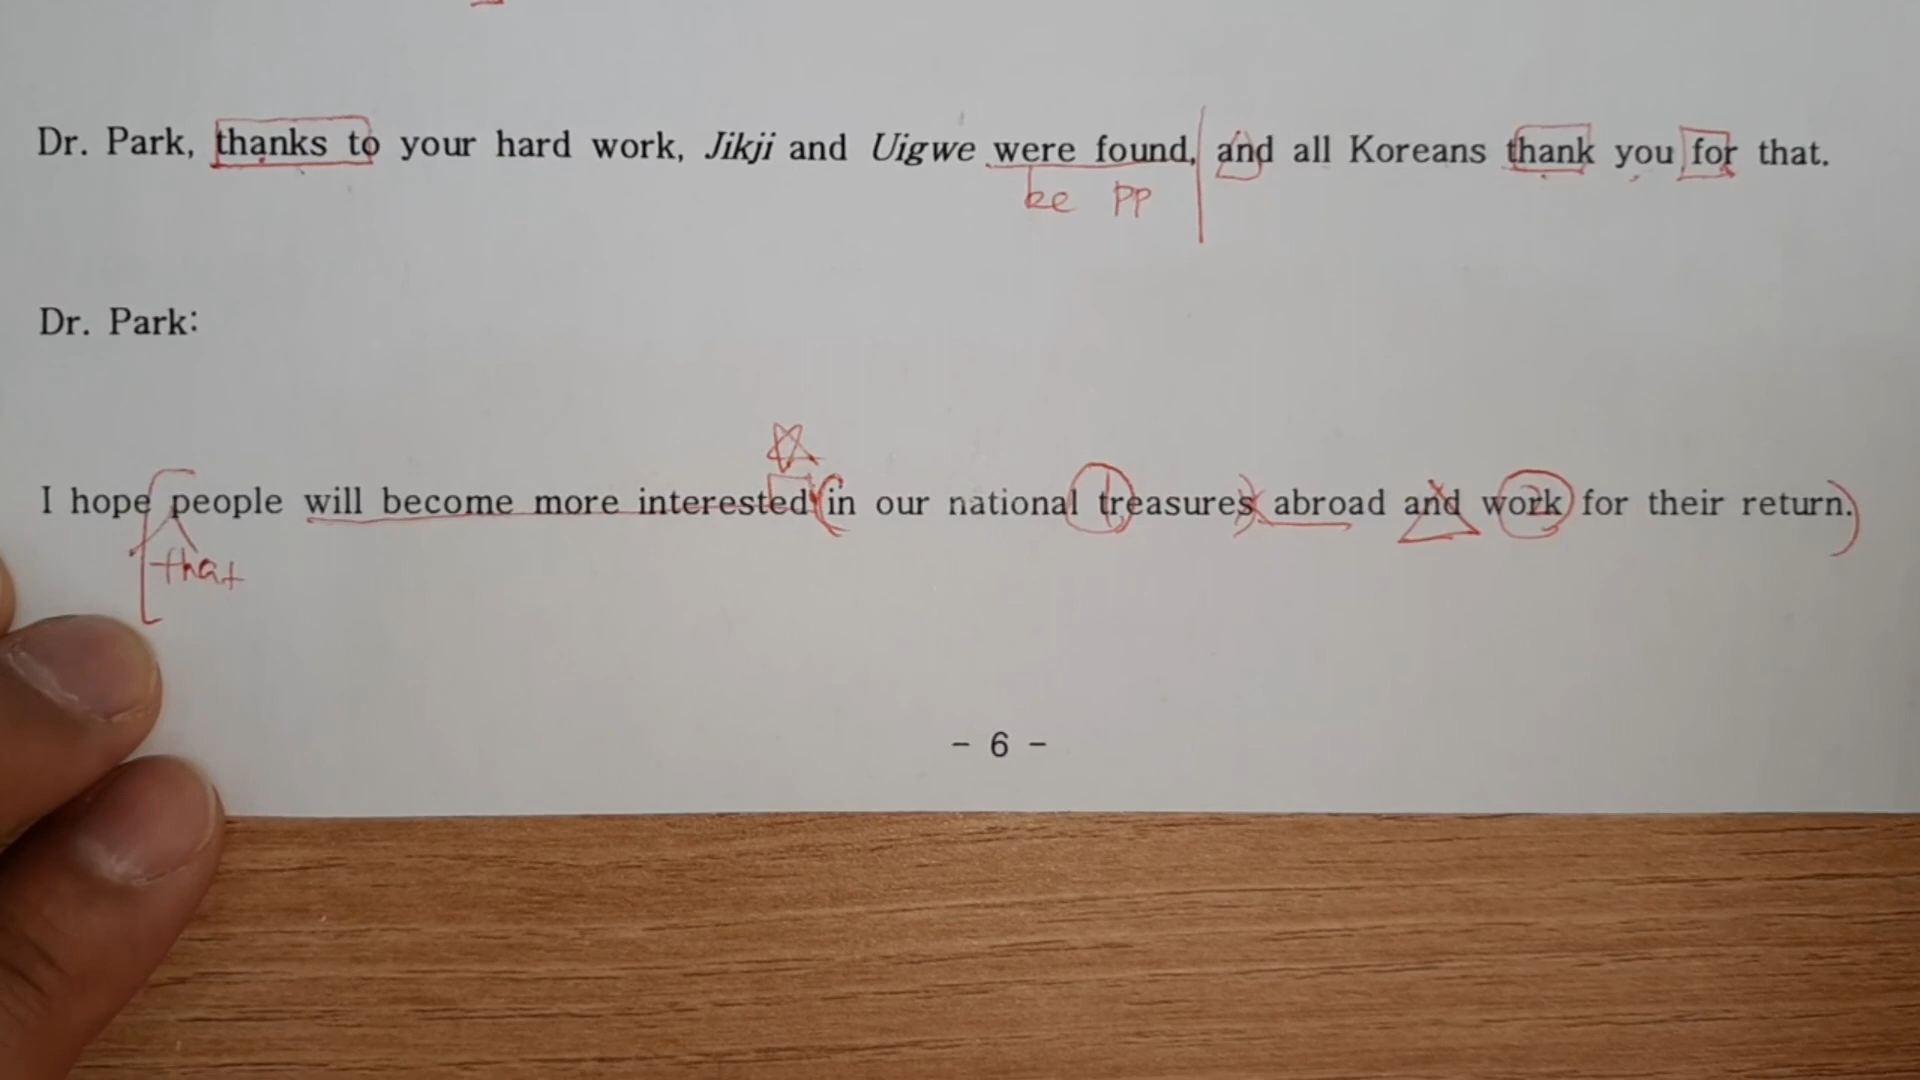 Dr. Park, thanks to your hard work, Jikji and Uigwe were found, and all Koreans thank you for that.
be pp
Dr. Park:
I hope people will become more interested in our national treasures abroad and work for their return.
that
- 6 -